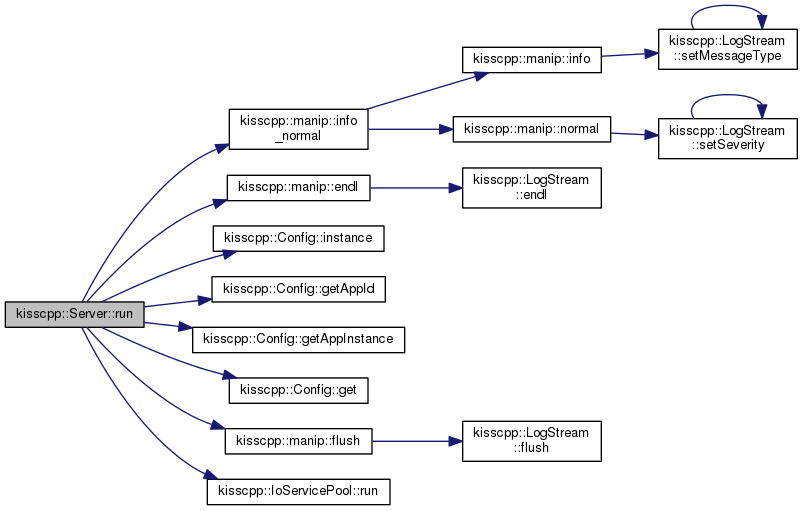 kisscpp::Server::run
kisscpp::manip::info
_normal
kisscpp::manip::info
kisscpp::LogStream
::setMessageType
kisscpp::manip::normal
kisscpp::LogStream
::setSeverity
kisscpp::manip::endl
kisscpp::LogStream
::endl
kisscpp::Config::instance
kisscpp::Config::getAppId
kisscpp::Config::getAppInstance
kisscpp::Config::get
kisscpp::manip::flush
kisscpp::LogStream
::flush
kisscpp::IoServicePool::run